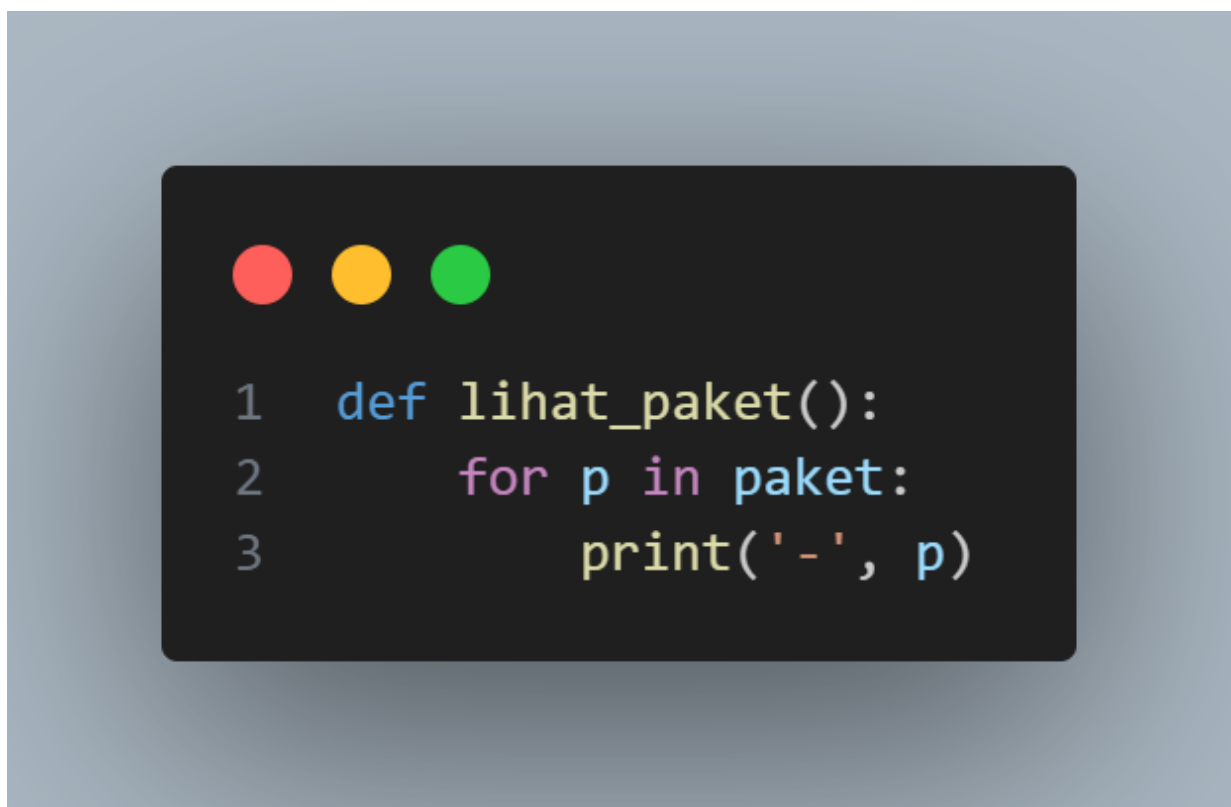 1 def lihat_paket():
2     for p in paket:
3         print('-', p)